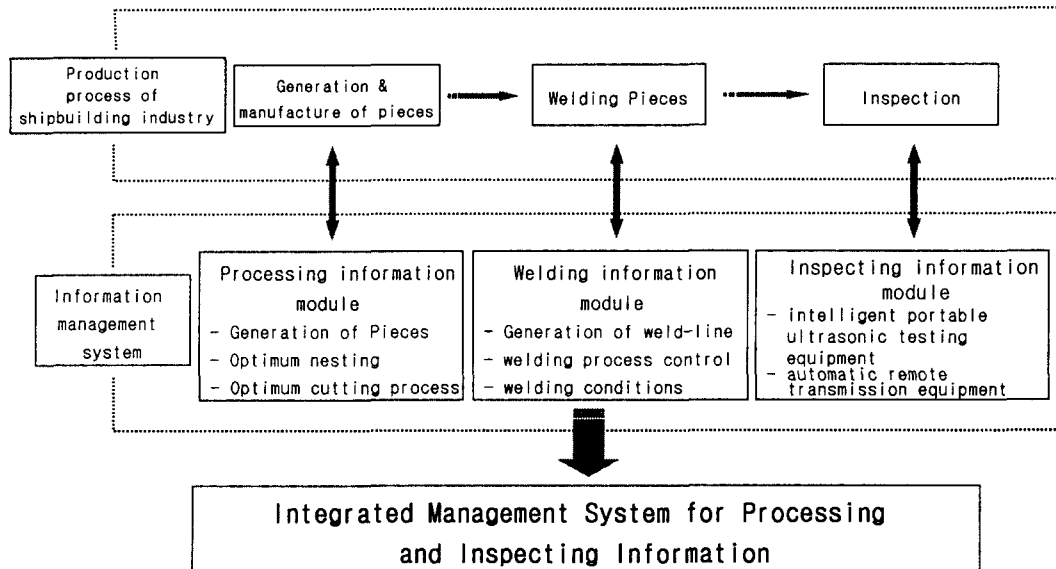 Production
process of
shipbuilding industry
Generation &
manufacture of pieces
Welding Pieces
Inspection
Information
management
system
Processing information
module
- Generation of Pieces
- Optimum nesting
- Optimum cutting process
Welding information
module
- Generation of weld-line
- welding process control
- welding conditions
Inspecting information
module
- intelligent portable
ultrasonic testing
equipment
- automatic remote
transmission equipment
Integrated Management System for Processing
and Inspecting Information